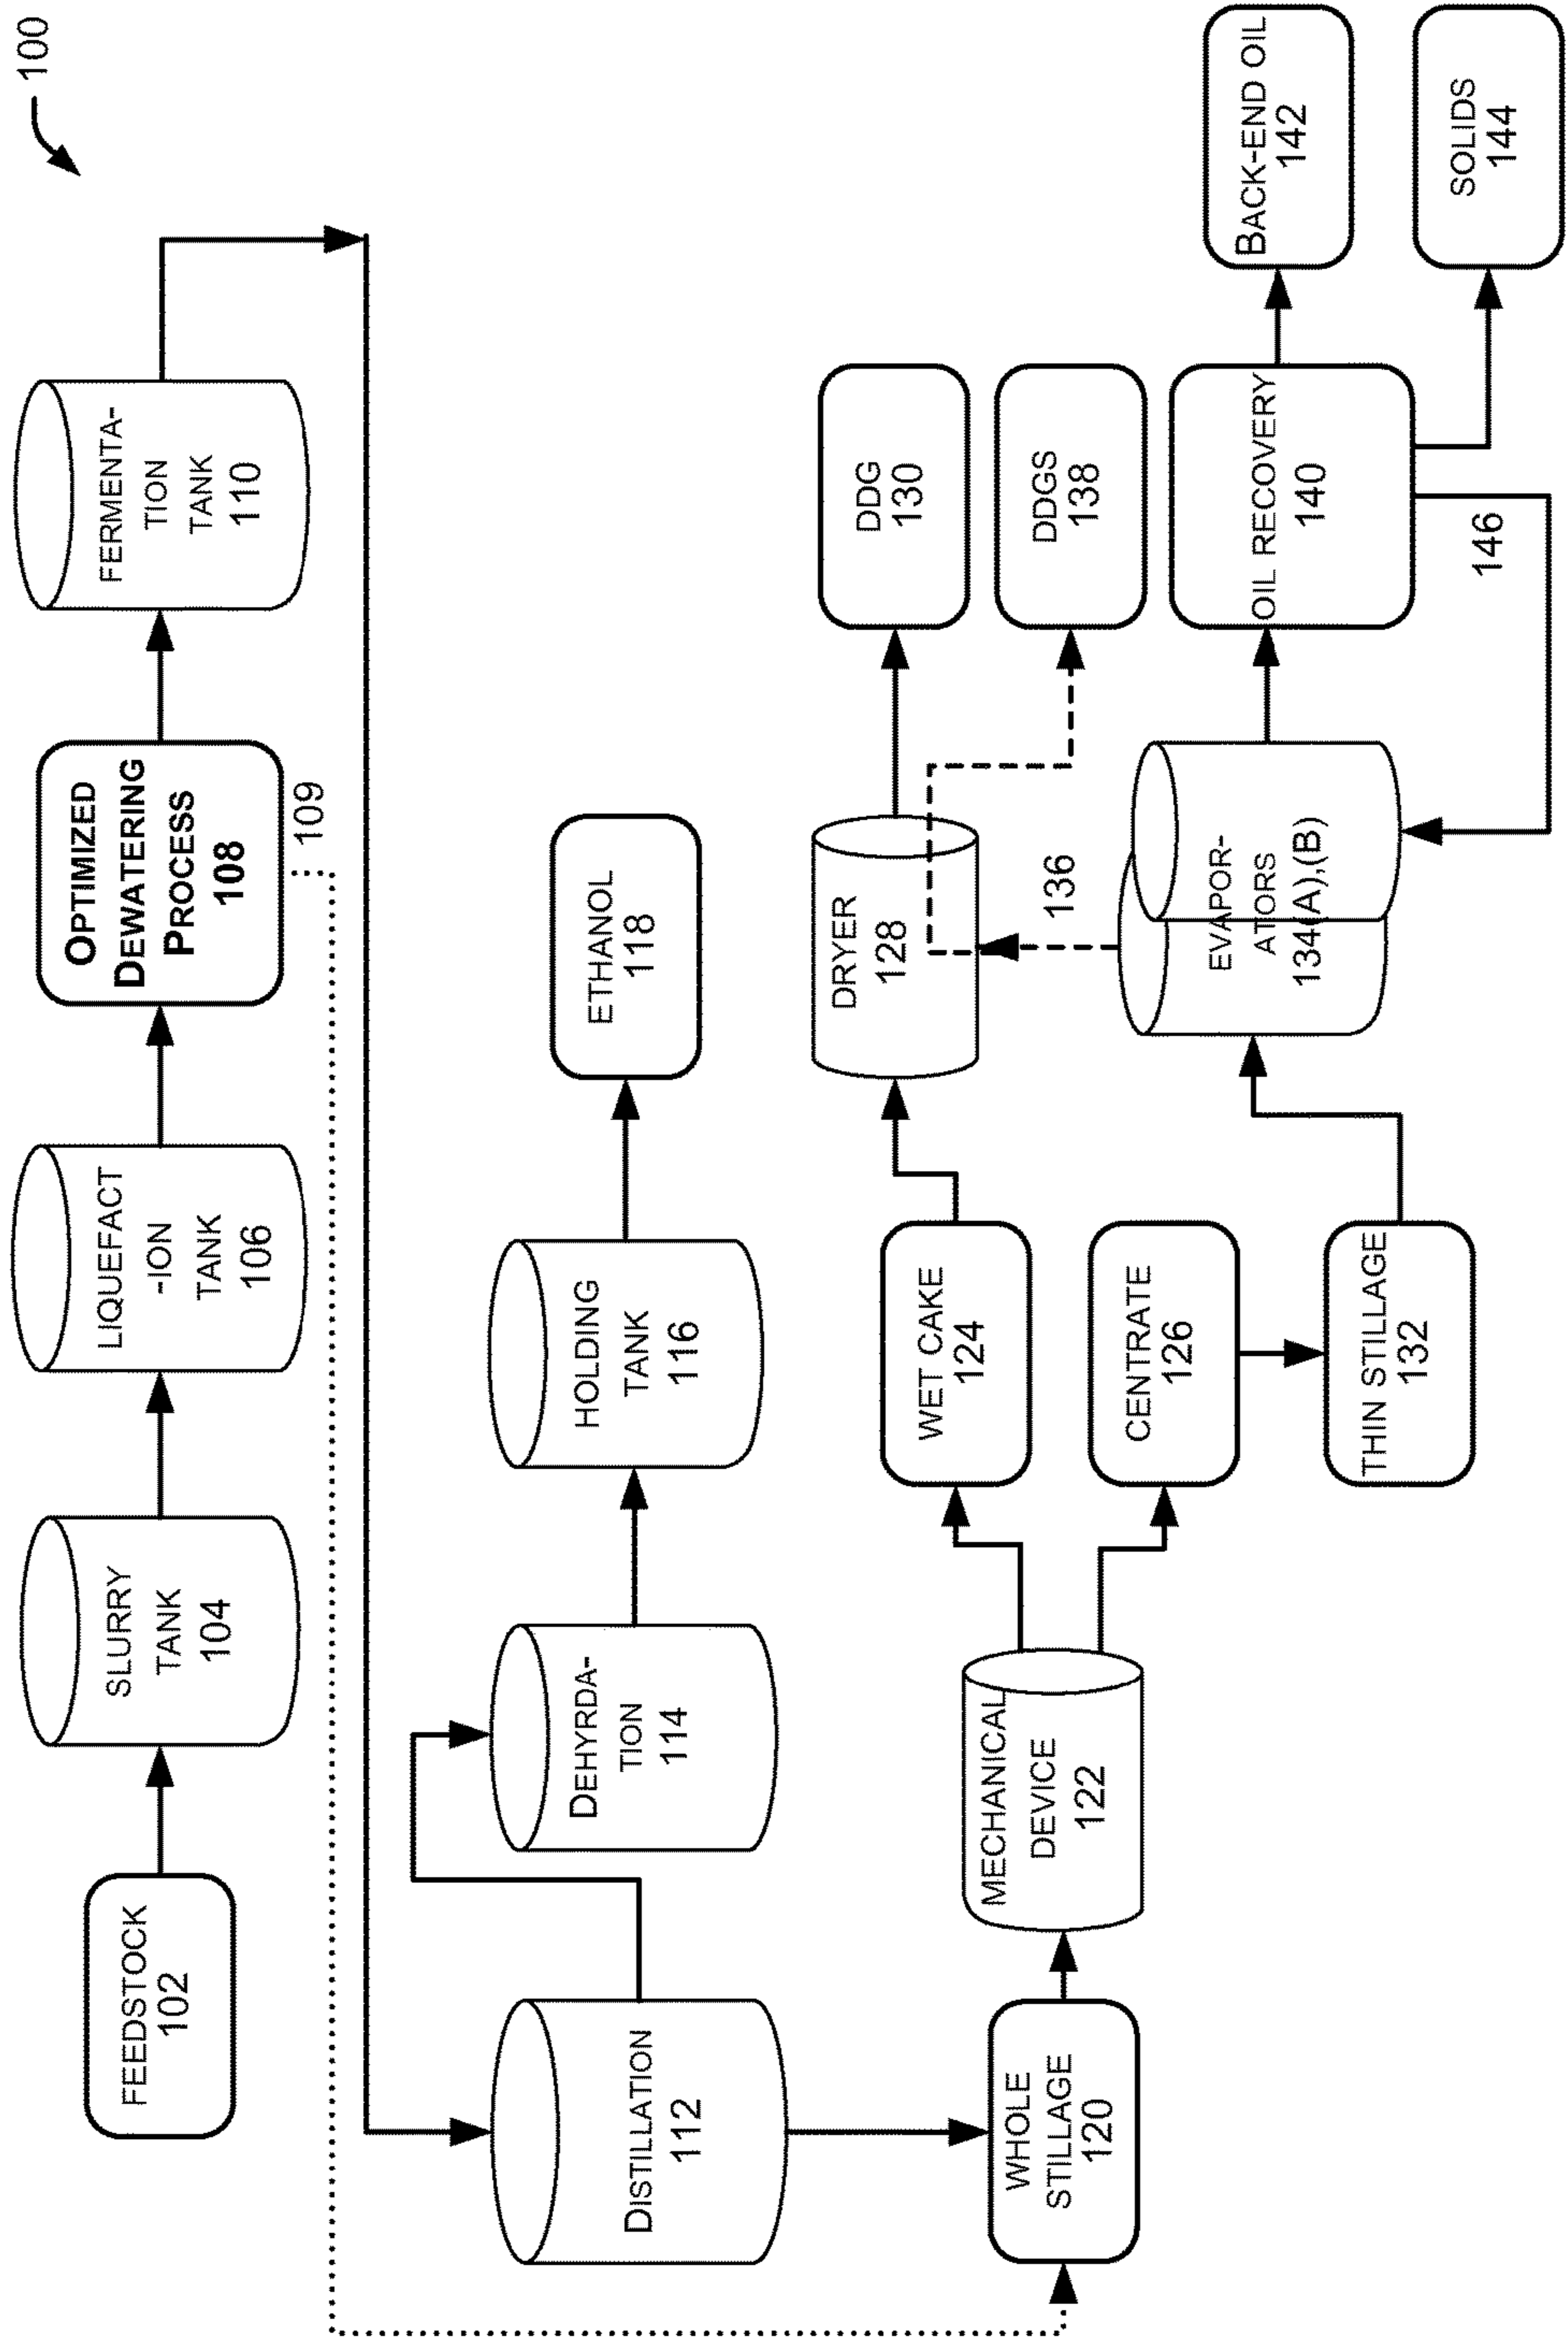 100
FEEDSTOCK
102
SLURRY
TANK
104
LIQUEFACT
-ION
TANK
106
OPTIMIZED
DEWATERING
PROCESS
108
109
FERMENTA-
TION
TANK
110
DISTILLATION
112
DEHYRDA-
TION
114
HOLDING
TANK
116
ETHANOL
118
WHOLE
STILLAGE
120
MECHANICAL
DEVICE
122
WET CAKE
124
CENTRATE
126
THIN STILLAGE
132
DRYER
128
136
EVAPOR-
ATORS
134(A),(B)
DDG
130
DDGS
138
OIL RECOVERY
140
146
BACK-END OIL
142
SOLIDS
144